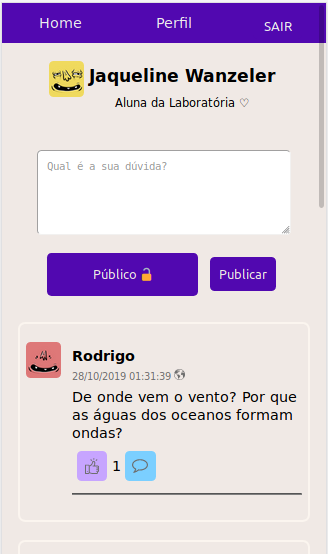 Home Perfil SAIR
Jaqueline Wanzeler
Aluna da Laboratória ♡
Qual é a sua dúvida?
Público 🔓 Publicar
Rodrigo
28/10/2019 01:31:39
De onde vem o vento? Por que
as águas dos oceanos formam
ondas?
1